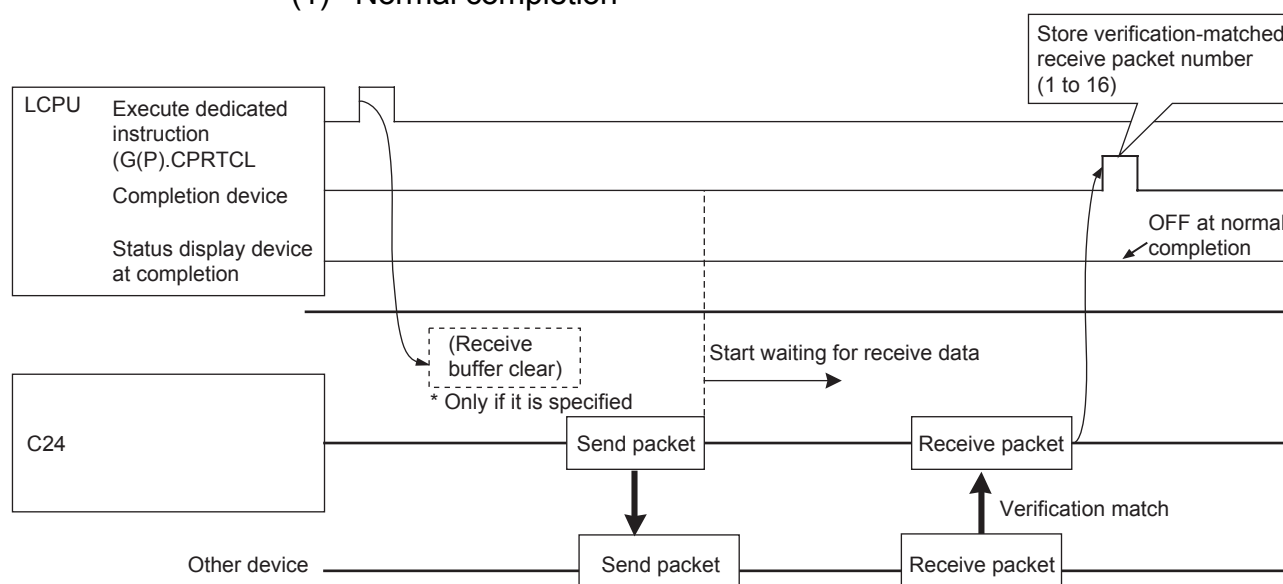 (1) Normal completion
Store verification-matched
receive packet number
(1 to 16)
LCPU
Execute dedicated
instruction
(G(P).CPRTCL
Completion device
Status display device
at completion
OFF at normal
completion
(Receive
buffer clear)
* Only if it is specified
Start waiting for receive data
C24
Send packet
Receive packet
Verification match
Other device
Send packet
Receive packet